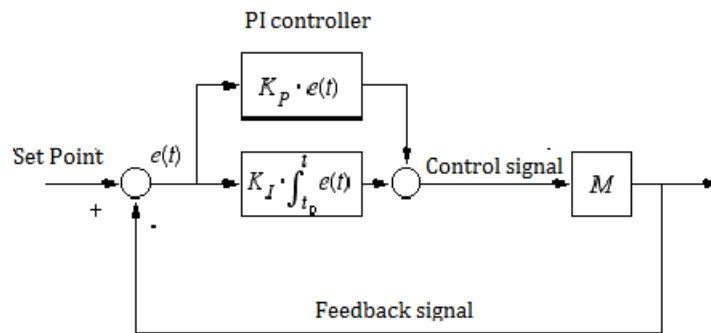 PI controller
K_P · e(t)
Set Point
e(t)
K_I · ∫_{t_0}^{t} e(t)
Control signal
M
+
-
Feedback signal